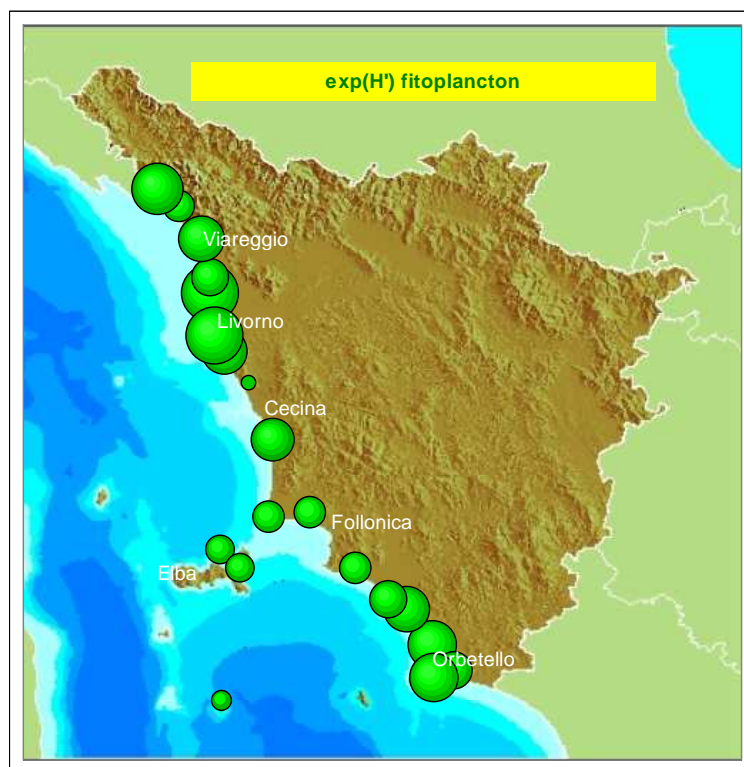 exp(H') fitoplancton
Viareggio
Livorno
Cecina
Follonica
Elba
Orbetello